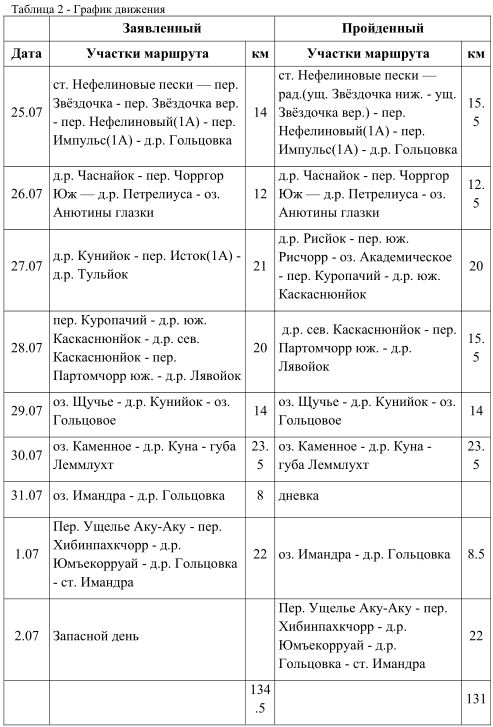 Таблица 2 - График движения
Заявленный Пройденный
Дата Участки маршрута км Участки маршрута км
25.07
ст. Нефелиновые пески — пер.
Звёздочка - пер. Звёздочка вер.
- пер. Нефелиновый(1А) - пер.
Импульс(1А) - д.р. Гольцовка
14
ст. Нефелиновые пески —
рад.(ущ. Звёздочка ниж. - ущ.
Звёздочка вер.) - пер.
Нефелиновый(1А) - пер.
Импульс(1А) - д.р. Гольцовка
15.
5
26.07
д.р. Часнайок - пер. Чорргор
Юж — д.р. Петрелиуса - оз.
Анютины глазки
12
д.р. Часнайок - пер. Чорргор
Юж — д.р. Петрелиуса - оз.
Анютины глазки
12.
5
27.07
д.р. Кунийок - пер. Исток(1А) -
д.р. Тульйок
21
д.р. Рисйок - пер. юж.
Рисчорр - оз. Академическое
- пер. Куропачий - д.р. юж.
Каскаснюнйок
20
28.07
пер. Куропачий - д.р. юж.
Каскаснюнйок - д.р. сев.
Каскаснюнйок - пер.
Партомчорр юж. - д.р. Лявойок
20
д.р. сев. Каскаснюнйок - пер.
Партомчорр юж. - д.р.
Лявойок
15.
5
29.07
оз. Щучье - д.р. Кунийок - оз.
Гольцовое
14
оз. Щучье - д.р. Кунийок - оз.
Гольцовое
14
30.07
оз. Каменное - д.р. Куна - губа
Леммлухт
23.
5
оз. Каменное - д.р. Куна -
губа Леммлухт
23.
5
31.07 оз. Имандра - д.р. Гольцовка 8 дневка
1.07
Пер. Ущелье Аку-Аку - пер.
Хибинпахкчорр - д.р.
Юмъекорруай - д.р. Гольцовка
- ст. Имандра
22
оз. Имандра - д.р. Гольцовка
8.5
2.07
Запасной день
Пер. Ущелье Аку-Аку - пер.
Хибинпахкчорр - д.р.
Юмъекорруай - д.р.
Гольцовка - ст. Имандра
22
134
.5
131